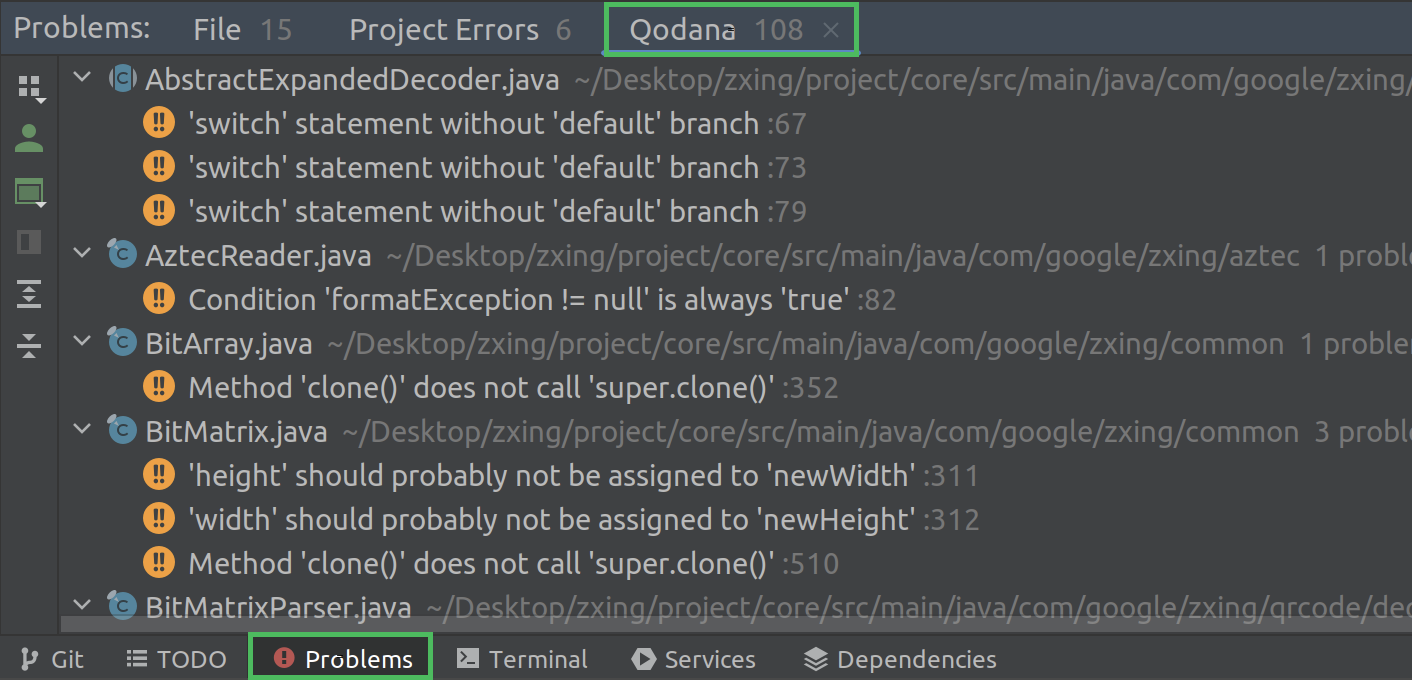 Problems: File 15 Project Errors 6 Qodana 108
AbstractExpandedDecoder.java ~/Desktop/zxing/project/core/src/main/java/com/google/zxing/
'switch' statement without 'default' branch :67
'switch' statement without 'default' branch :73
'switch' statement without 'default' branch :79
AztecReader.java ~/Desktop/zxing/project/core/src/main/java/com/google/zxing/aztec 1 proble
Condition 'formatException != null' is always 'true' :82
BitArray.java ~/Desktop/zxing/project/core/src/main/java/com/google/zxing/common 1 problem
Method 'clone()' does not call 'super.clone()' :352
BitMatrix.java ~/Desktop/zxing/project/core/src/main/java/com/google/zxing/common 3 proble
'height' should probably not be assigned to 'newWidth' :311
'width' should probably not be assigned to 'newHeight' :312
Method 'clone()' does not call 'super.clone()' :510
BitMatrixParser.java ~/Desktop/zxing/project/core/src/main/java/com/google/zxing/qrcode/dec
Git TODO Problems Terminal Services Dependencies